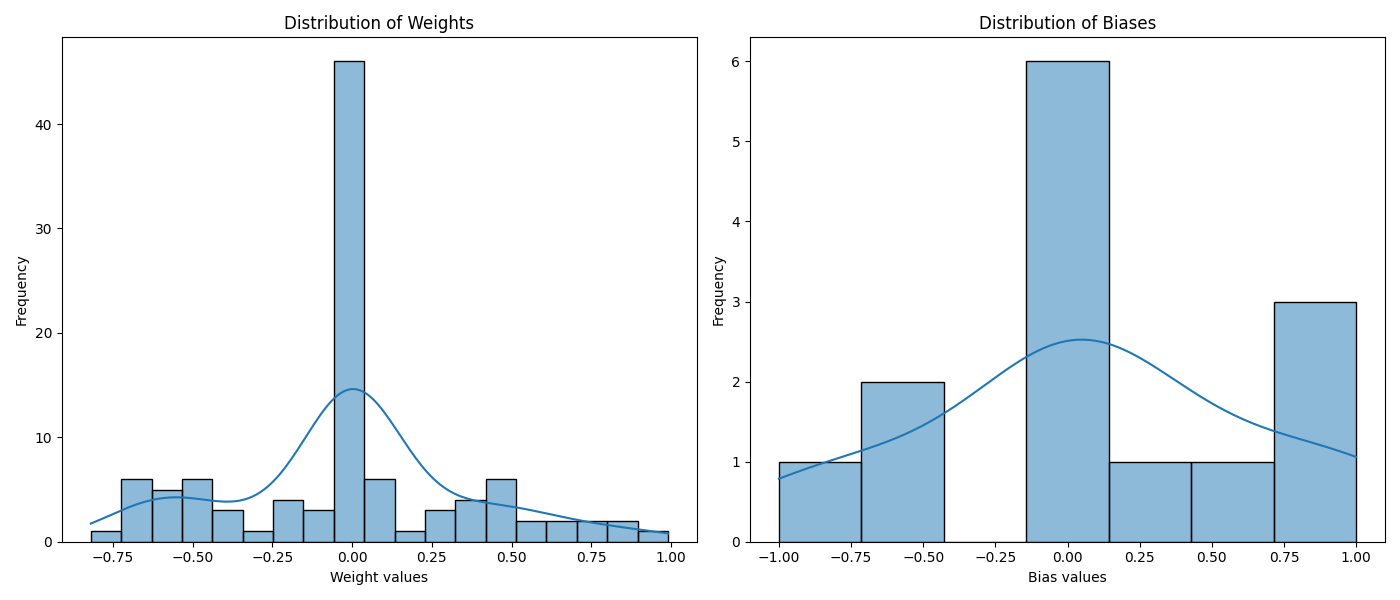 Distribution of Weights
Frequency
40
30
20
10
0
−0.75 −0.50 −0.25 0.00 0.25 0.50 0.75 1.00
Weight values
Distribution of Biases
Frequency
6
5
4
3
2
1
0
−1.00 −0.75 −0.50 −0.25 0.00 0.25 0.50 0.75 1.00
Bias values